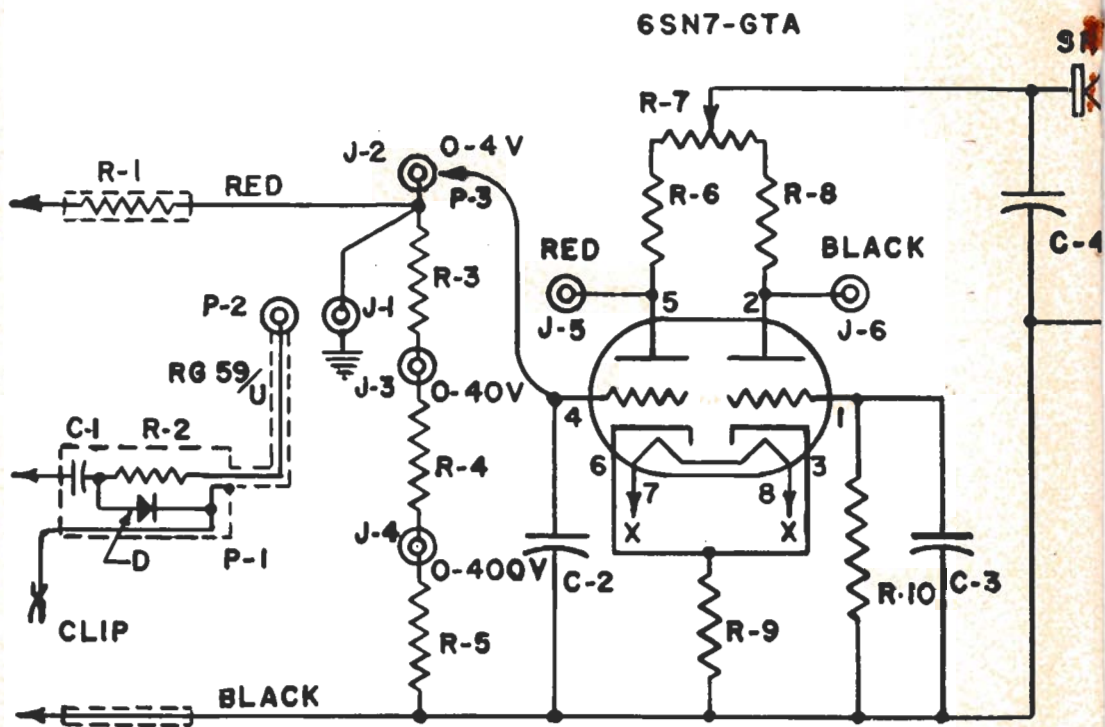 6SN7-GTA
R-7
J-2
0-4V
R-1
RED
P-3
R-6
R-8
C-4
RED
BLACK
R-3
P-2
J-1
5
2
J-5
J-6
RG 59/U
J-3
0-40V
4
1
C-1
R-2
6
3
R-4
7
8
X
X
J-4
D
P-1
0-400V
C-2
R-10
C-3
CLIP
R-5
R-9
BLACK